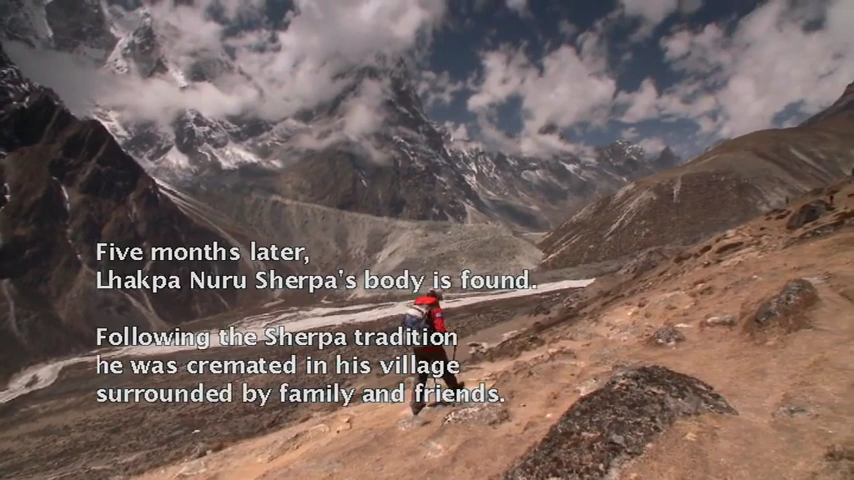 Five months later,
Lhakpa Nuru Sherpa's body is found.
Following the Sherpa tradition
he was cremated in his village
surrounded by family and friends.